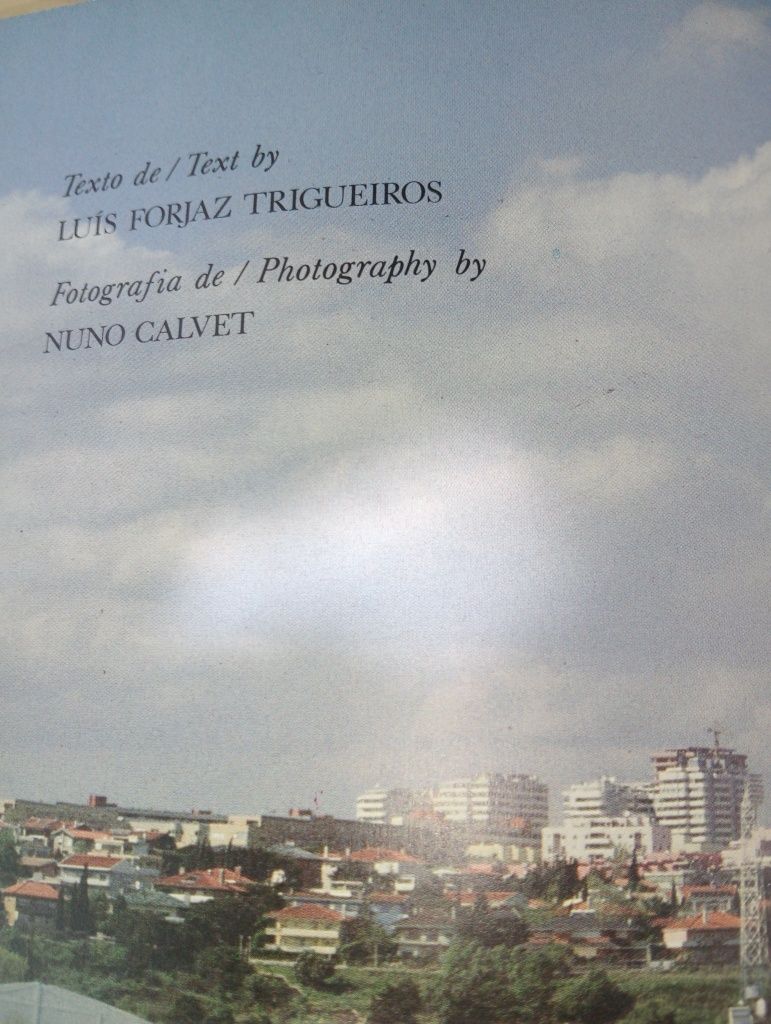 Texto de / Text by
LUÍS FORJAZ TRIGUEIROS
Fotografia de / Photography by
NUNO CALVET